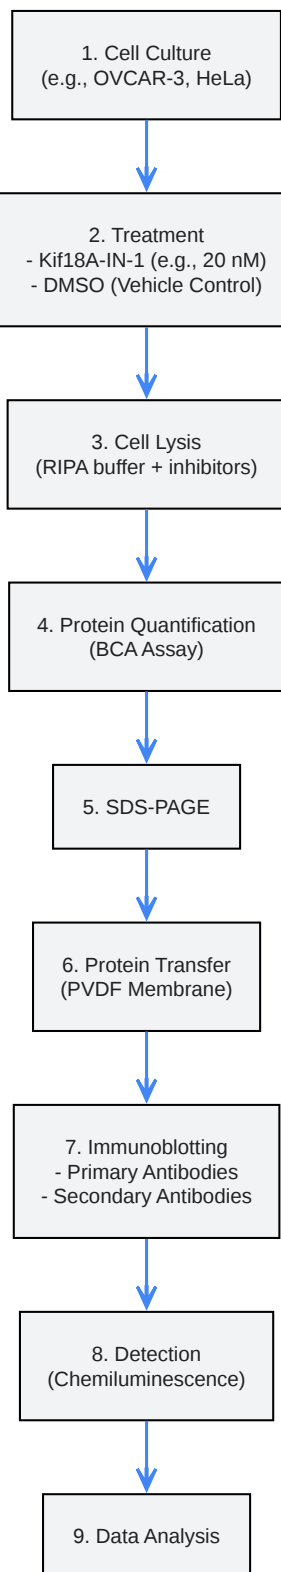 1. Cell Culture
(e.g., OVCAR-3, HeLa)
2. Treatment
- Kif18A-IN-1 (e.g., 20 nM)
- DMSO (Vehicle Control)
3. Cell Lysis
(RIPA buffer + inhibitors)
4. Protein Quantification
(BCA Assay)
5. SDS-PAGE
6. Protein Transfer
(PVDF Membrane)
7. Immunoblotting
- Primary Antibodies
- Secondary Antibodies
8. Detection
(Chemiluminescence)
9. Data Analysis